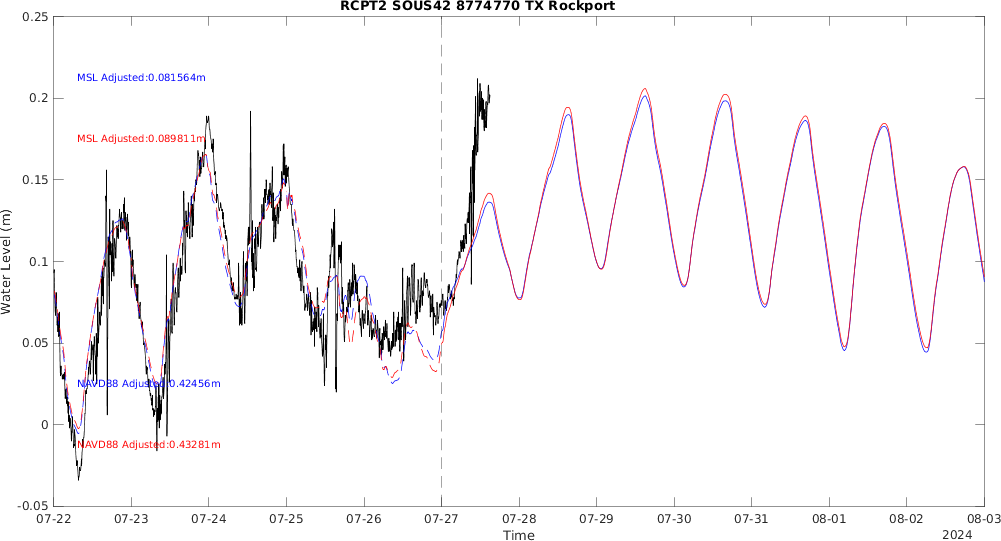 RCPT2 SOUS42 8774770 TX Rockport
Water Level (m)
0.25
0.2
0.15
0.1
0.05
0
-0.05
MSL Adjusted:0.081564m
MSL Adjusted:0.089811m
NAVD88 Adjusted:0.42456m
NAVD88 Adjusted:0.43281m
07-22 07-23 07-24 07-25 07-26 07-27 07-28 07-29 07-30 07-31 08-01 08-02 08-03
Time
2024